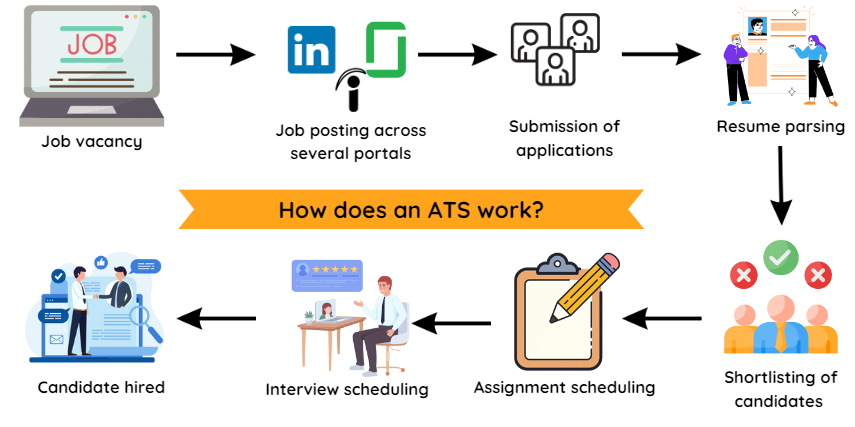 JOB
in
Job vacancy
Job posting across
several portals
Submission of
applications
Resume parsing
How does an ATS work?
Candidate hired
Interview scheduling
Assignment scheduling
Shortlisting of
candidates